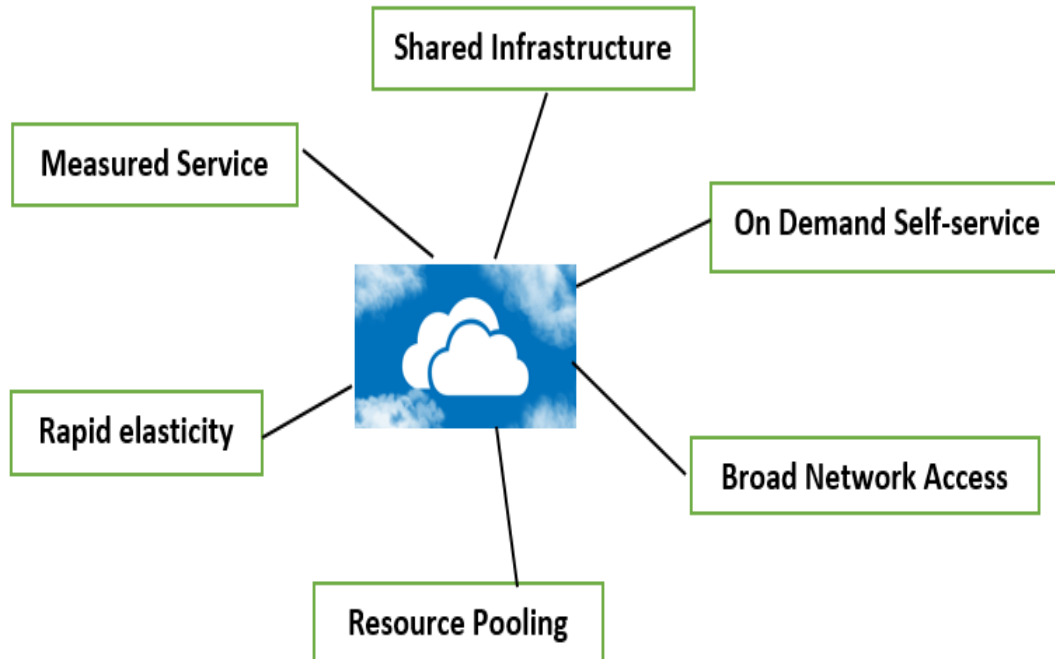 Shared Infrastructure
Measured Service
On Demand Self-service
Rapid elasticity
Broad Network Access
Resource Pooling